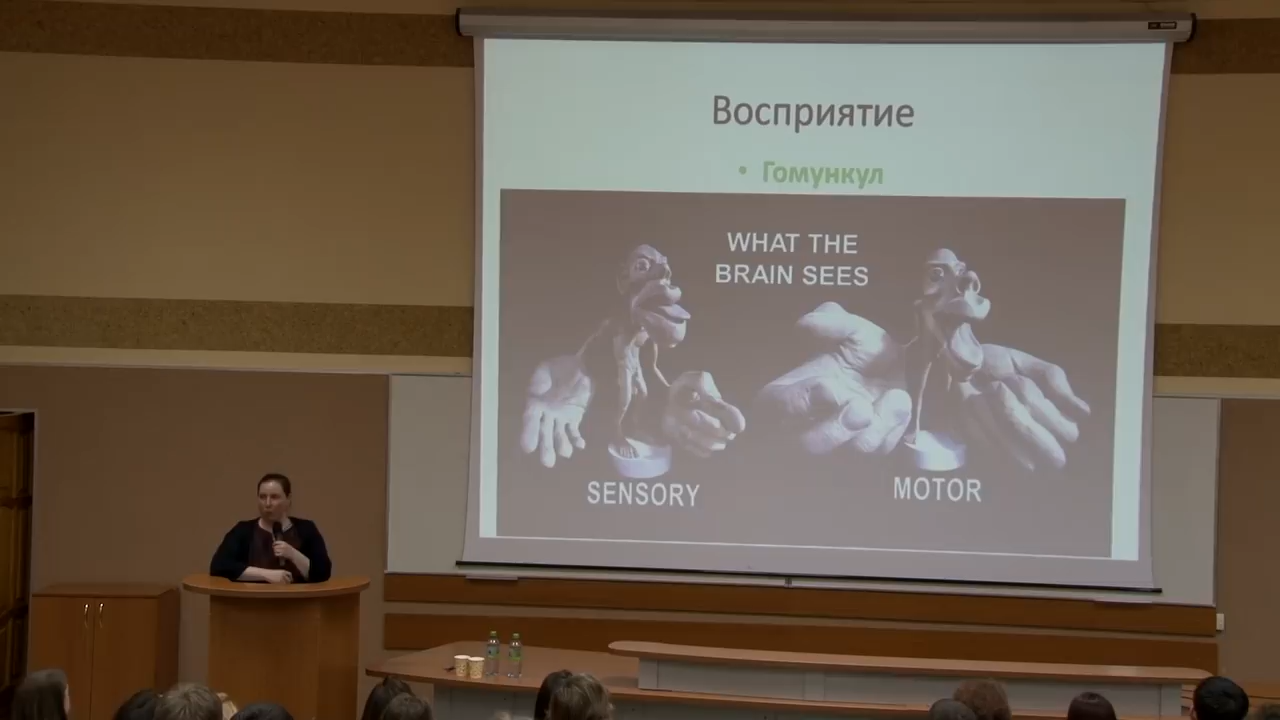 Восприятие
• Гомункул
WHAT THE
BRAIN SEES
SENSORY
MOTOR